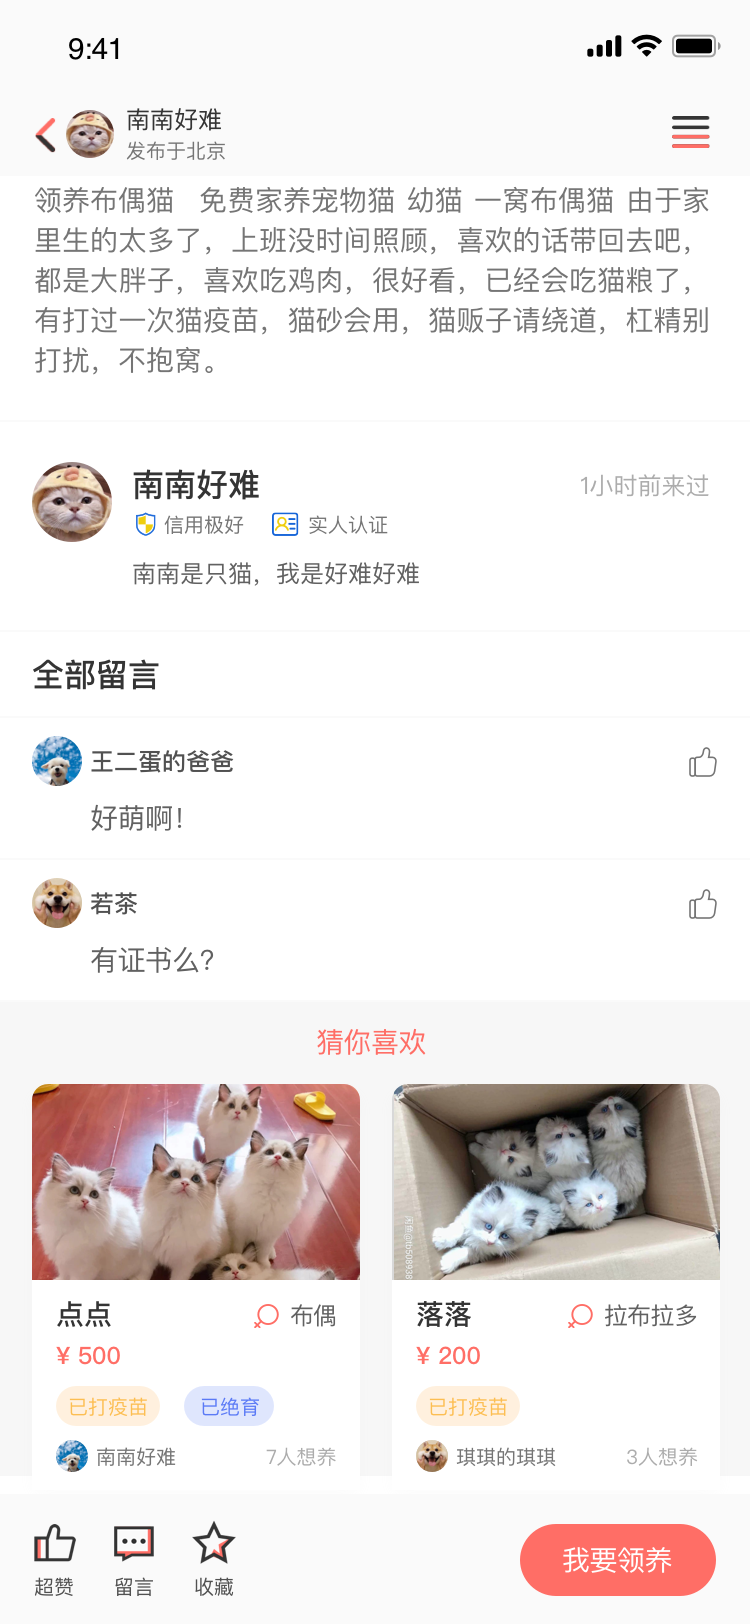 9:41
南南好难
发布于北京
领养布偶猫 免费家养宠物猫 幼猫 一窝布偶猫 由于家
里生的太多了，上班没时间照顾，喜欢的话带回去吧，
都是大胖子，喜欢吃鸡肉，很好看，已经会吃猫粮了，
有打过一次猫疫苗，猫砂会用，猫贩子请绕道，杠精别
打扰，不抱窝。
南南好难
1小时前来过
信用极好
实人认证
南南是只猫，我是好难好难
全部留言
王二蛋的爸爸
好萌啊！
若茶
有证书么？
猜你喜欢
点点
布偶
¥ 500
已打疫苗
已绝育
南南好难
7人想养
落落
拉布拉多
¥ 200
已打疫苗
琪琪的琪琪
3人想养
超赞
留言
收藏
我要领养